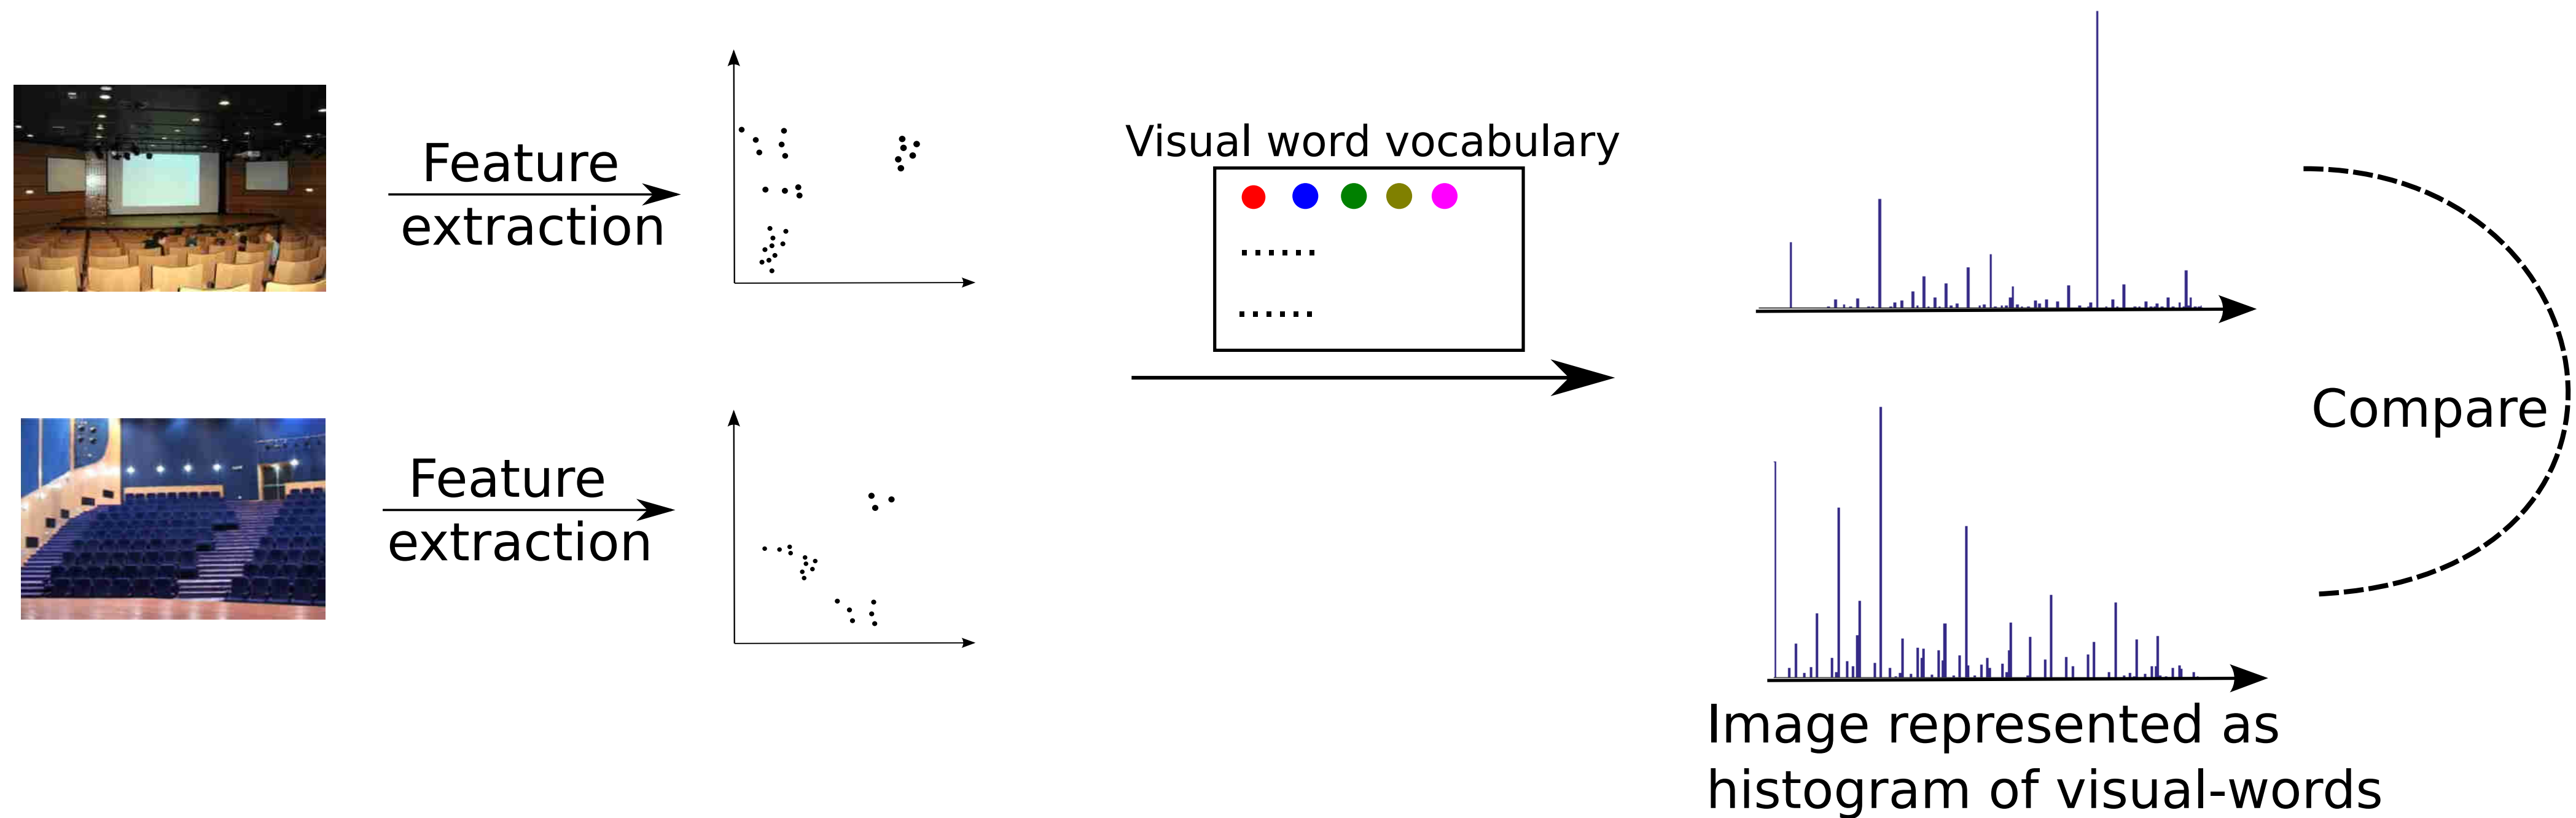 Feature
extraction
Visual word vocabulary
......
......
Feature
extraction
Compare
Image represented as
histogram of visual-words